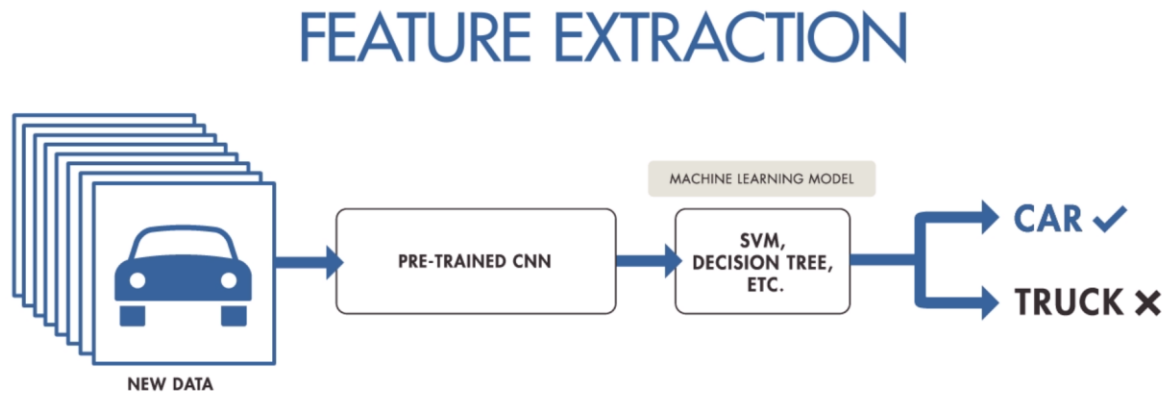 FEATURE EXTRACTION
NEW DATA
PRE-TRAINED CNN
MACHINE LEARNING MODEL
SVM,
DECISION TREE,
ETC.
CAR ✓
TRUCK ✕